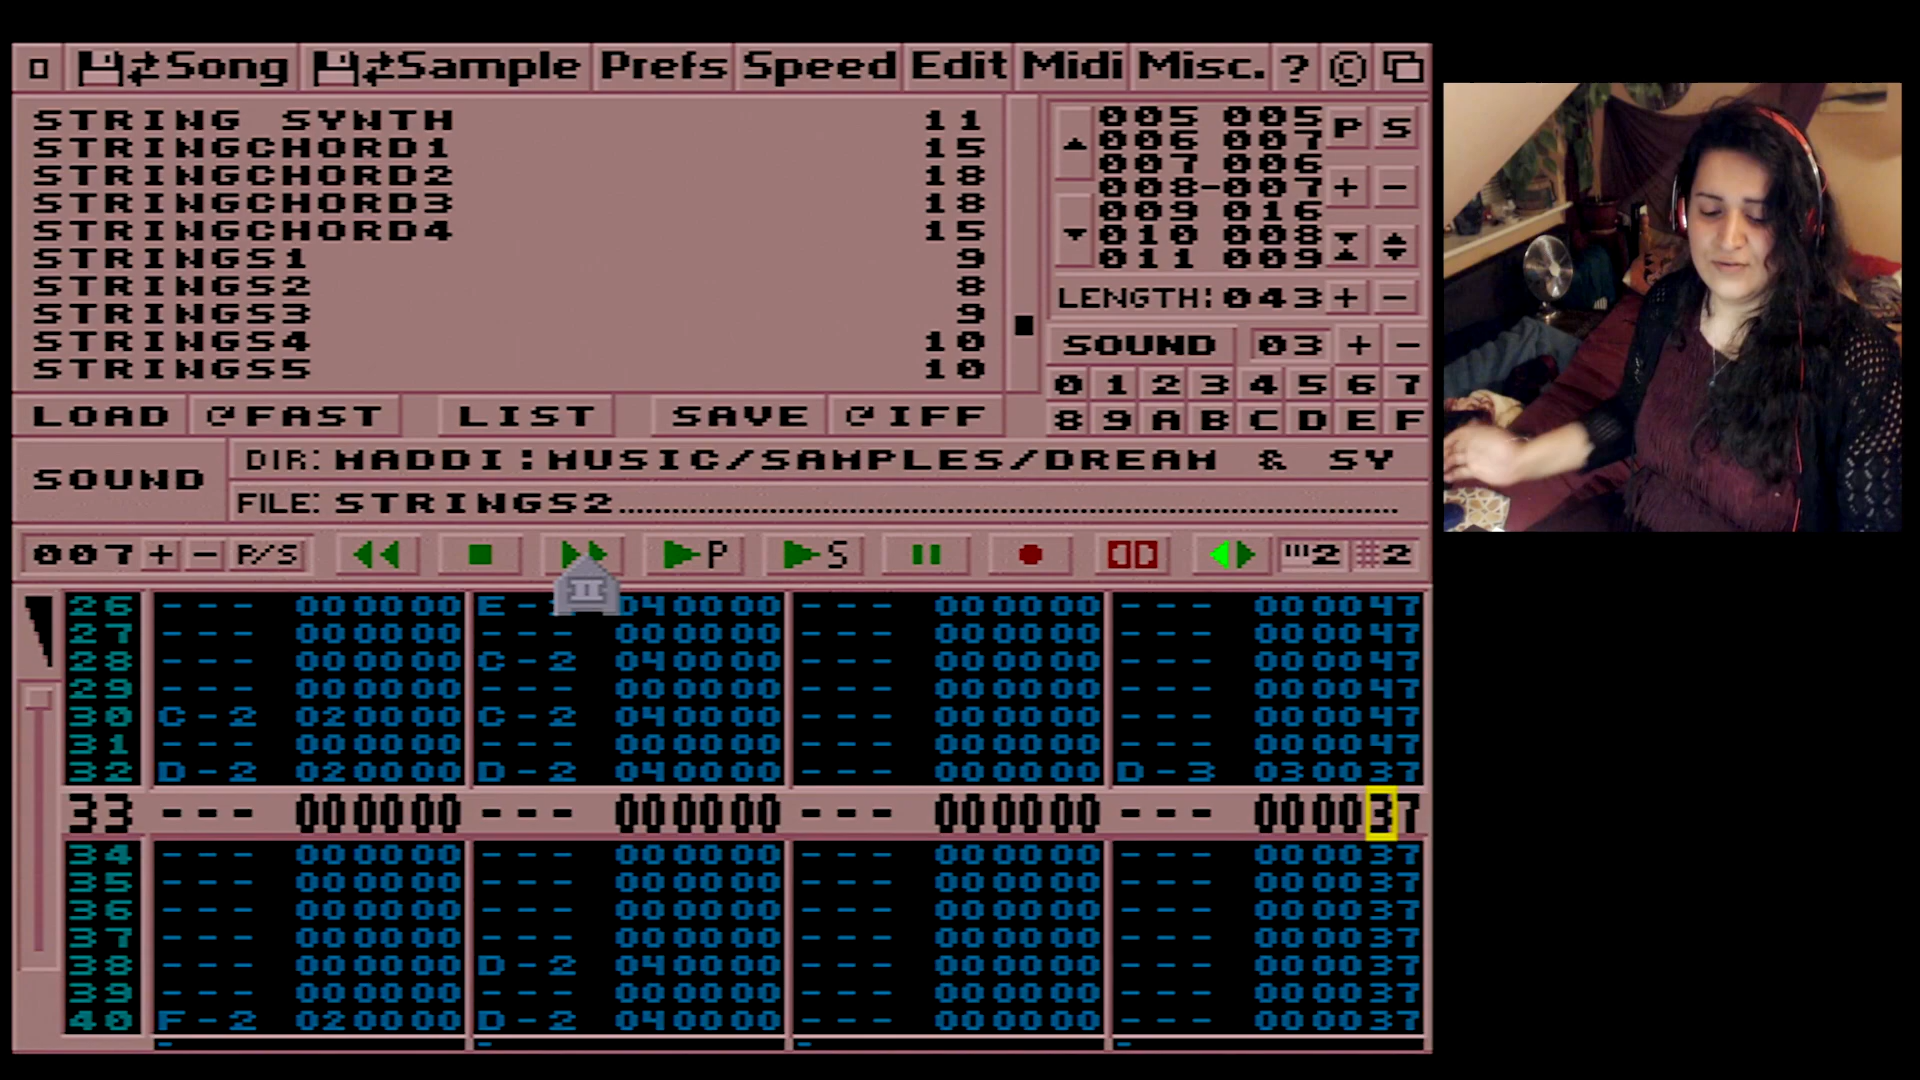 Song Sample Prefs Speed Edit Midi Misc. ? ©
STRING SYNTH 11
STRINGCHORD1 15
STRINGCHORD2 18
STRINGCHORD3 18
STRINGCHORD4 15
STRINGS1 9
STRINGS2 8
STRINGS3 9
STRINGS4 10
STRINGS5 10
005 005 P S
006 007
007 006
008-007 + -
009 016
010 008
011 009
LENGTH:043 + -
SOUND 03 + -
0 1 2 3 4 5 6 7
8 9 A B C D E F
LOAD FAST LIST SAVE IFF
SOUND
DIR: MADDI:MUSIC/SAMPLES/DREAM & SY
FILE: STRINGS2
007 + - P/S P S 2 #2
26 --- 000000 E- 040000 --- 000000 --- 000047
27 --- 000000 --- 000000 --- 000000 --- 000047
28 --- 000000 C-2 040000 --- 000000 --- 000047
29 --- 000000 --- 000000 --- 000000 --- 000047
30 C-2 020000 C-2 040000 --- 000000 --- 000047
31 --- 000000 --- 000000 --- 000000 --- 000047
32 D-2 020000 D-2 040000 --- 000000 D-3 030037
33 --- 000000 --- 000000 --- 000000 --- 000037
34 --- 000000 --- 000000 --- 000000 --- 000037
35 --- 000000 --- 000000 --- 000000 --- 000037
36 --- 000000 --- 000000 --- 000000 --- 000037
37 --- 000000 --- 000000 --- 000000 --- 000037
38 --- 000000 D-2 040000 --- 000000 --- 000037
39 --- 000000 --- 000000 --- 000000 --- 000037
40 F-2 020000 D-2 040000 --- 000000 --- 000037